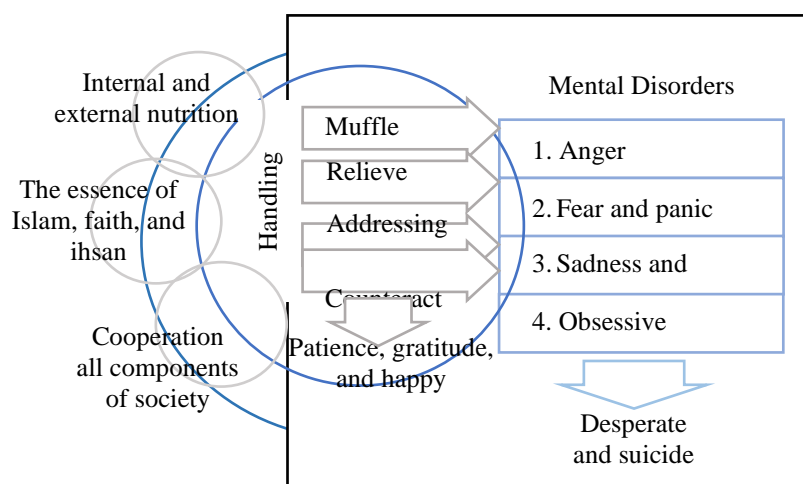 Internal and
external nutrition
The essence of
Islam, faith, and
ihsan
Cooperation
all components
of society
Handling
Muffle
Relieve
Addressing
Counteract
Patience, gratitude,
and happy
Mental Disorders
1. Anger
2. Fear and panic
3. Sadness and
4. Obsessive
Desperate
and suicide